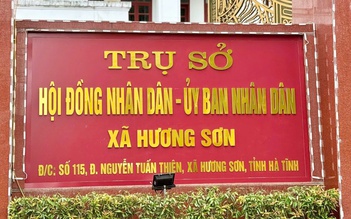 TRỤ SỞ
HỘI ĐỒNG NHÂN DÂN - ỦY BAN NHÂN DÂN
XÃ HƯƠNG SƠN
Đ/C. SỐ 115, Đ. NGUYỄN TUẤN THIỆN, XÃ HƯƠNG SƠN, TỈNH HÀ TĨNH